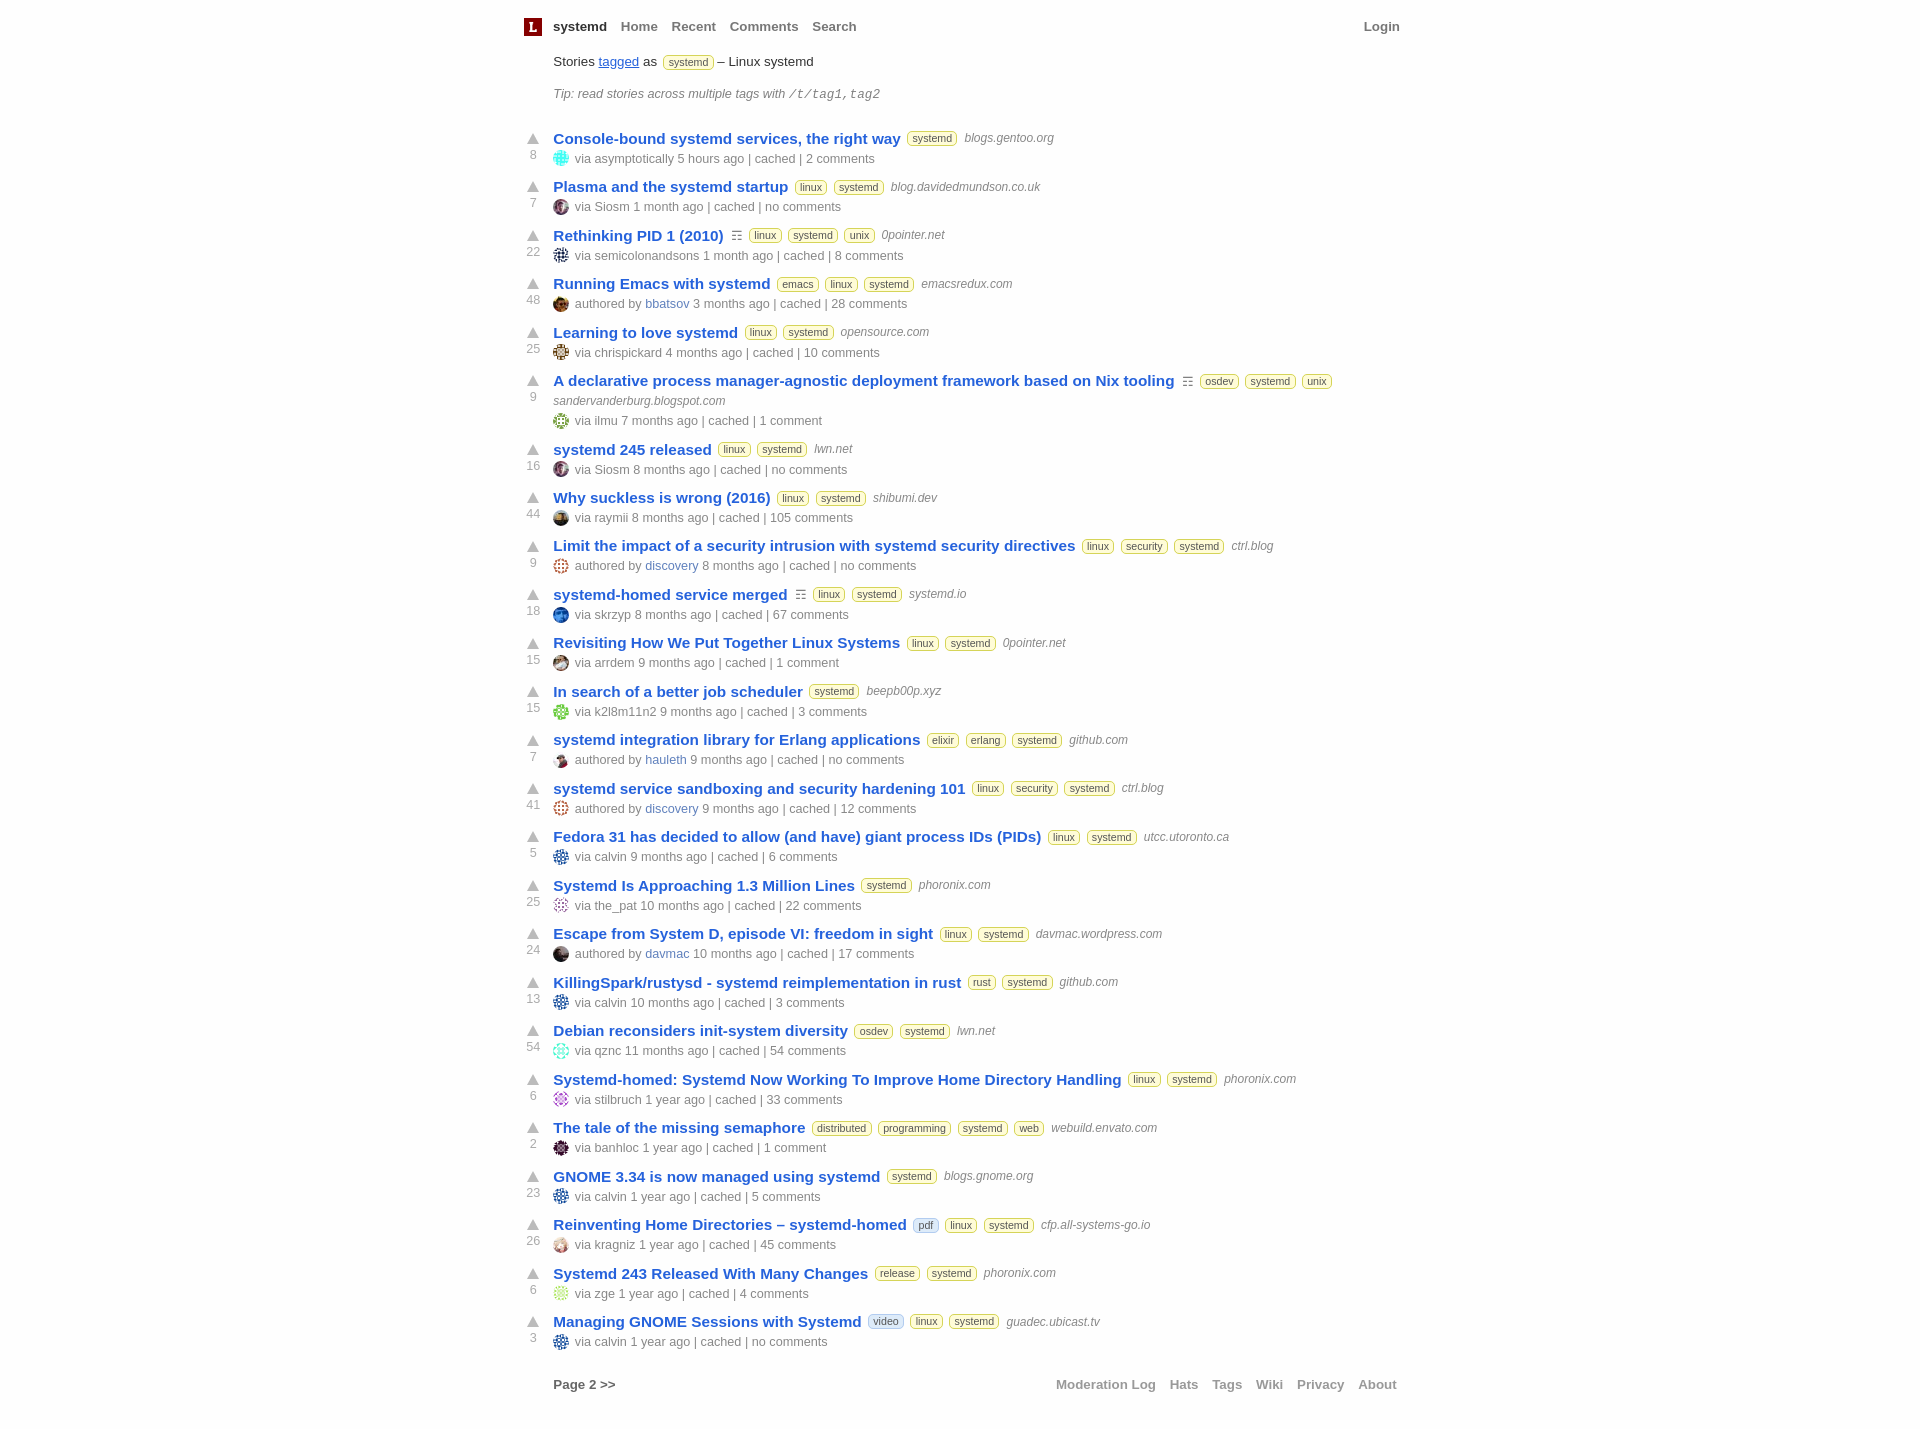 L systemd Home Recent Comments Search Login
Stories tagged as systemd – Linux systemd
Tip: read stories across multiple tags with /t/tag1,tag2
Console-bound systemd services, the right way systemd blogs.gentoo.org
8
via asymptotically 5 hours ago | cached | 2 comments
Plasma and the systemd startup linux systemd blog.davidedmundson.co.uk
7
via Siosm 1 month ago | cached | no comments
Rethinking PID 1 (2010) ☶ linux systemd unix 0pointer.net
22
via semicolonandsons 1 month ago | cached | 8 comments
Running Emacs with systemd emacs linux systemd emacsredux.com
48
authored by bbatsov 3 months ago | cached | 28 comments
Learning to love systemd linux systemd opensource.com
25
via chrispickard 4 months ago | cached | 10 comments
A declarative process manager-agnostic deployment framework based on Nix tooling ☶ osdev systemd unix
9
sandervanderburg.blogspot.com
via ilmu 7 months ago | cached | 1 comment
systemd 245 released linux systemd lwn.net
16
via Siosm 8 months ago | cached | no comments
Why suckless is wrong (2016) linux systemd shibumi.dev
44
via raymii 8 months ago | cached | 105 comments
Limit the impact of a security intrusion with systemd security directives linux security systemd ctrl.blog
9
authored by discovery 8 months ago | cached | no comments
systemd-homed service merged ☶ linux systemd systemd.io
18
via skrzyp 8 months ago | cached | 67 comments
Revisiting How We Put Together Linux Systems linux systemd 0pointer.net
15
via arrdem 9 months ago | cached | 1 comment
In search of a better job scheduler systemd beepb00p.xyz
15
via k2l8m11n2 9 months ago | cached | 3 comments
systemd integration library for Erlang applications elixir erlang systemd github.com
7
authored by hauleth 9 months ago | cached | no comments
systemd service sandboxing and security hardening 101 linux security systemd ctrl.blog
41
authored by discovery 9 months ago | cached | 12 comments
Fedora 31 has decided to allow (and have) giant process IDs (PIDs) linux systemd utcc.utoronto.ca
5
via calvin 9 months ago | cached | 6 comments
Systemd Is Approaching 1.3 Million Lines systemd phoronix.com
25
via the_pat 10 months ago | cached | 22 comments
Escape from System D, episode VI: freedom in sight linux systemd davmac.wordpress.com
24
authored by davmac 10 months ago | cached | 17 comments
KillingSpark/rustysd - systemd reimplementation in rust rust systemd github.com
13
via calvin 10 months ago | cached | 3 comments
Debian reconsiders init-system diversity osdev systemd lwn.net
54
via qznc 11 months ago | cached | 54 comments
Systemd-homed: Systemd Now Working To Improve Home Directory Handling linux systemd phoronix.com
6
via stilbruch 1 year ago | cached | 33 comments
The tale of the missing semaphore distributed programming systemd web webuild.envato.com
2
via banhloc 1 year ago | cached | 1 comment
GNOME 3.34 is now managed using systemd systemd blogs.gnome.org
23
via calvin 1 year ago | cached | 5 comments
Reinventing Home Directories – systemd-homed pdf linux systemd cfp.all-systems-go.io
26
via kragniz 1 year ago | cached | 45 comments
Systemd 243 Released With Many Changes release systemd phoronix.com
6
via zge 1 year ago | cached | 4 comments
Managing GNOME Sessions with Systemd video linux systemd guadec.ubicast.tv
3
via calvin 1 year ago | cached | no comments
Page 2 >> Moderation Log Hats Tags Wiki Privacy About